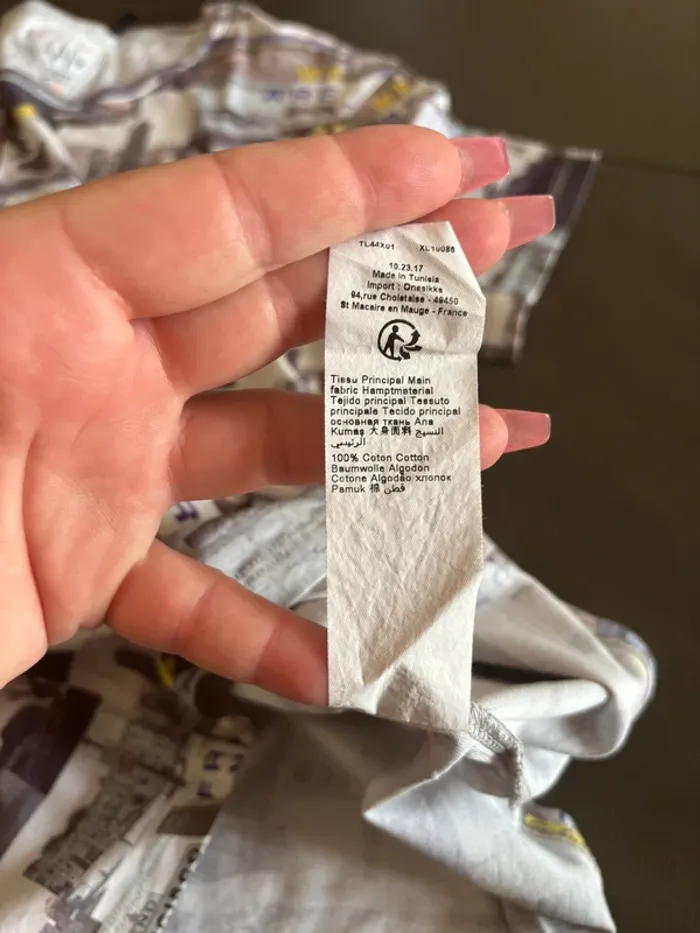 TL44X01 XL10086
10.23.17
Made in Tunisia
Import : Onesikks
94,rue Choletaise - 49450
St Macaire en Mauge - France
Tissu Principal Main
fabric Hamptmaterial
Tejido principal Tessuto
principale Tecido principal
основная ткань Ana
Kumaş 大身面料 النسيج
الرئيسي
100% Coton Cotton
Baumwolle Algodón
Cotone Algodão хлопок
Pamuk 棉 قطن